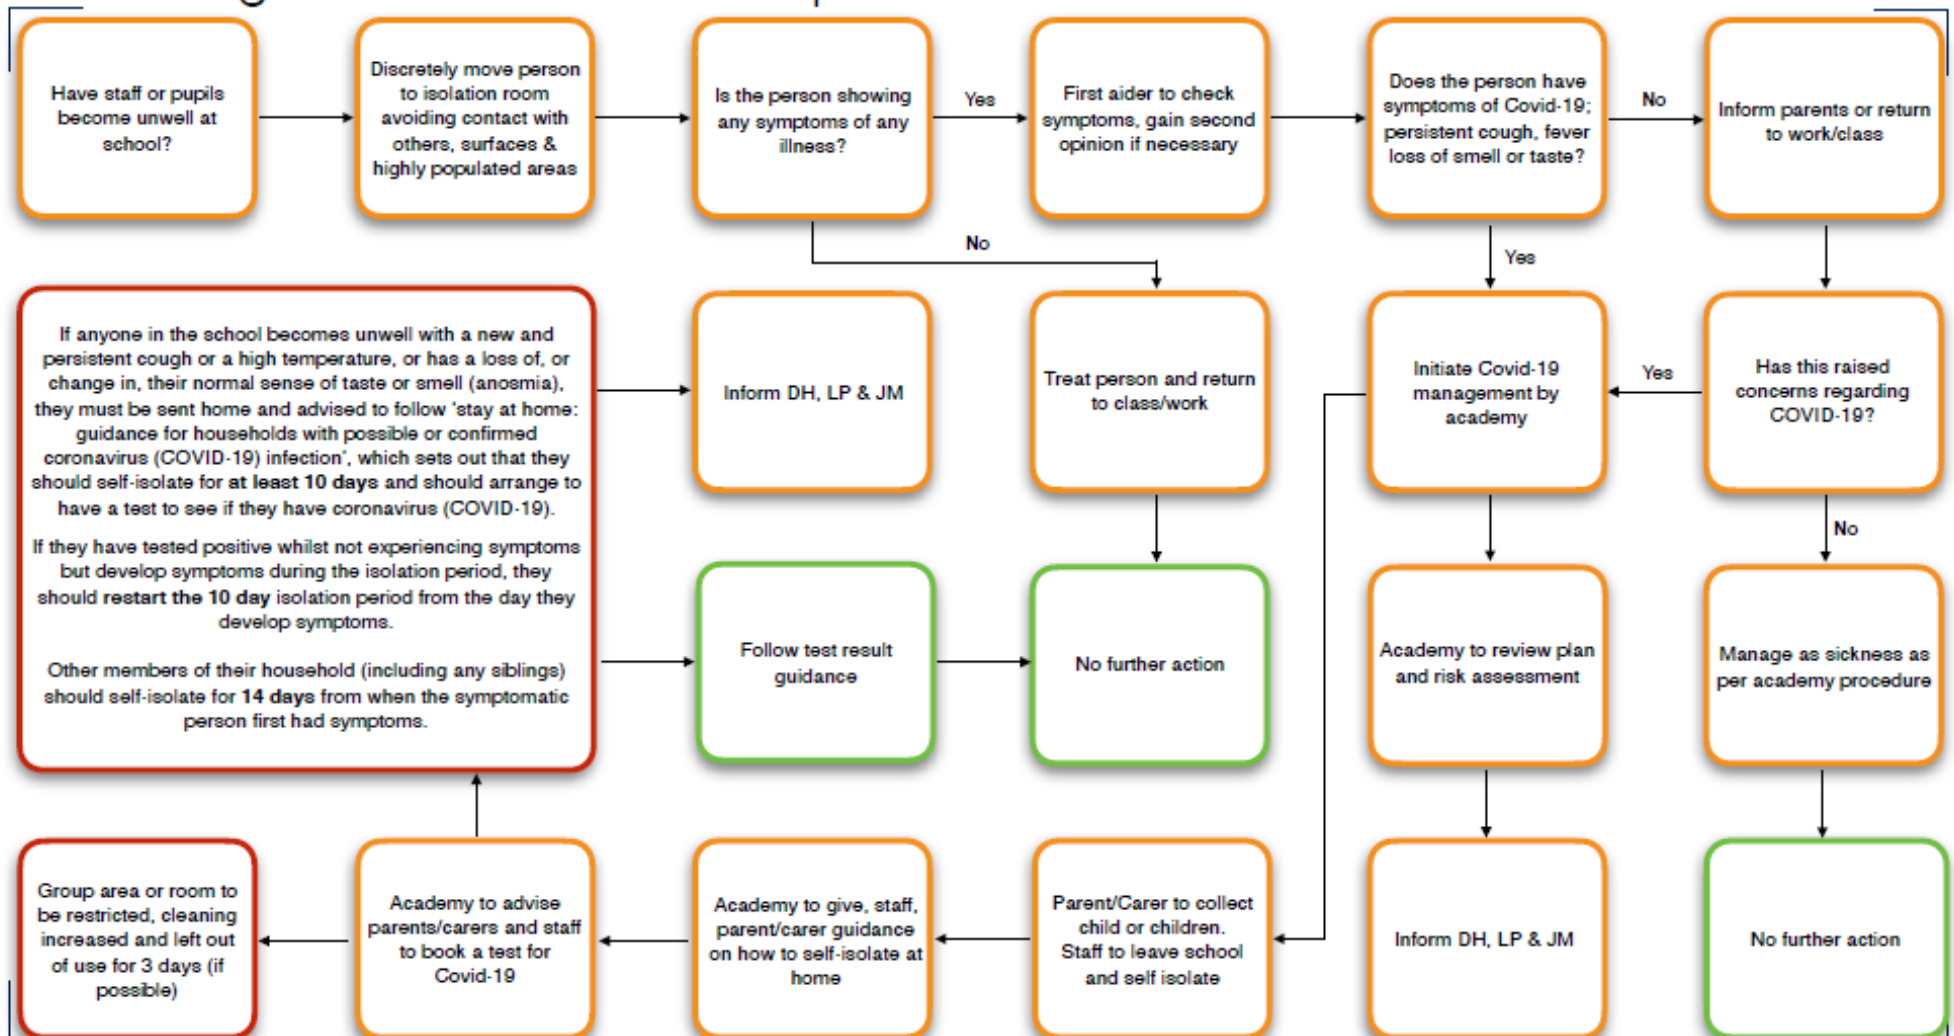 Have staff or pupils
become unwell at
school?
Discretely move person
to isolation room
avoiding contact with
others, surfaces &
highly populated areas
Is the person showing
any symptoms of any
illness?
Yes
First aider to check
symptoms, gain second
opinion if necessary
Does the person have
symptoms of Covid-19;
persistent cough, fever
loss of smell or taste?
No
Inform parents or return
to work/class
No
Yes
If anyone in the school becomes unwell with a new and
persistent cough or a high temperature, or has a loss of, or
change in, their normal sense of taste or smell (anosmia),
they must be sent home and advised to follow 'stay at home:
guidance for households with possible or confirmed
coronavirus (COVID-19) infection', which sets out that they
should self-isolate for at least 10 days and should arrange to
have a test to see if they have coronavirus (COVID-19).
If they have tested positive whilst not experiencing symptoms
but develop symptoms during the isolation period, they
should restart the 10 day isolation period from the day they
develop symptoms.
Other members of their household (including any siblings)
should self-isolate for 14 days from when the symptomatic
person first had symptoms.
Inform DH, LP & JM
Treat person and return
to class/work
Initiate Covid-19
management by
academy
Yes
Has this raised
concerns regarding
COVID-19?
No
Follow test result
guidance
No further action
Academy to review plan
and risk assessment
Manage as sickness as
per academy procedure
Group area or room to
be restricted, cleaning
increased and left out
of use for 3 days (if
possible)
Academy to advise
parents/carers and staff
to book a test for
Covid-19
Academy to give, staff,
parent/carer guidance
on how to self-isolate at
home
Parent/Carer to collect
child or children.
Staff to leave school
and self isolate
Inform DH, LP & JM
No further action